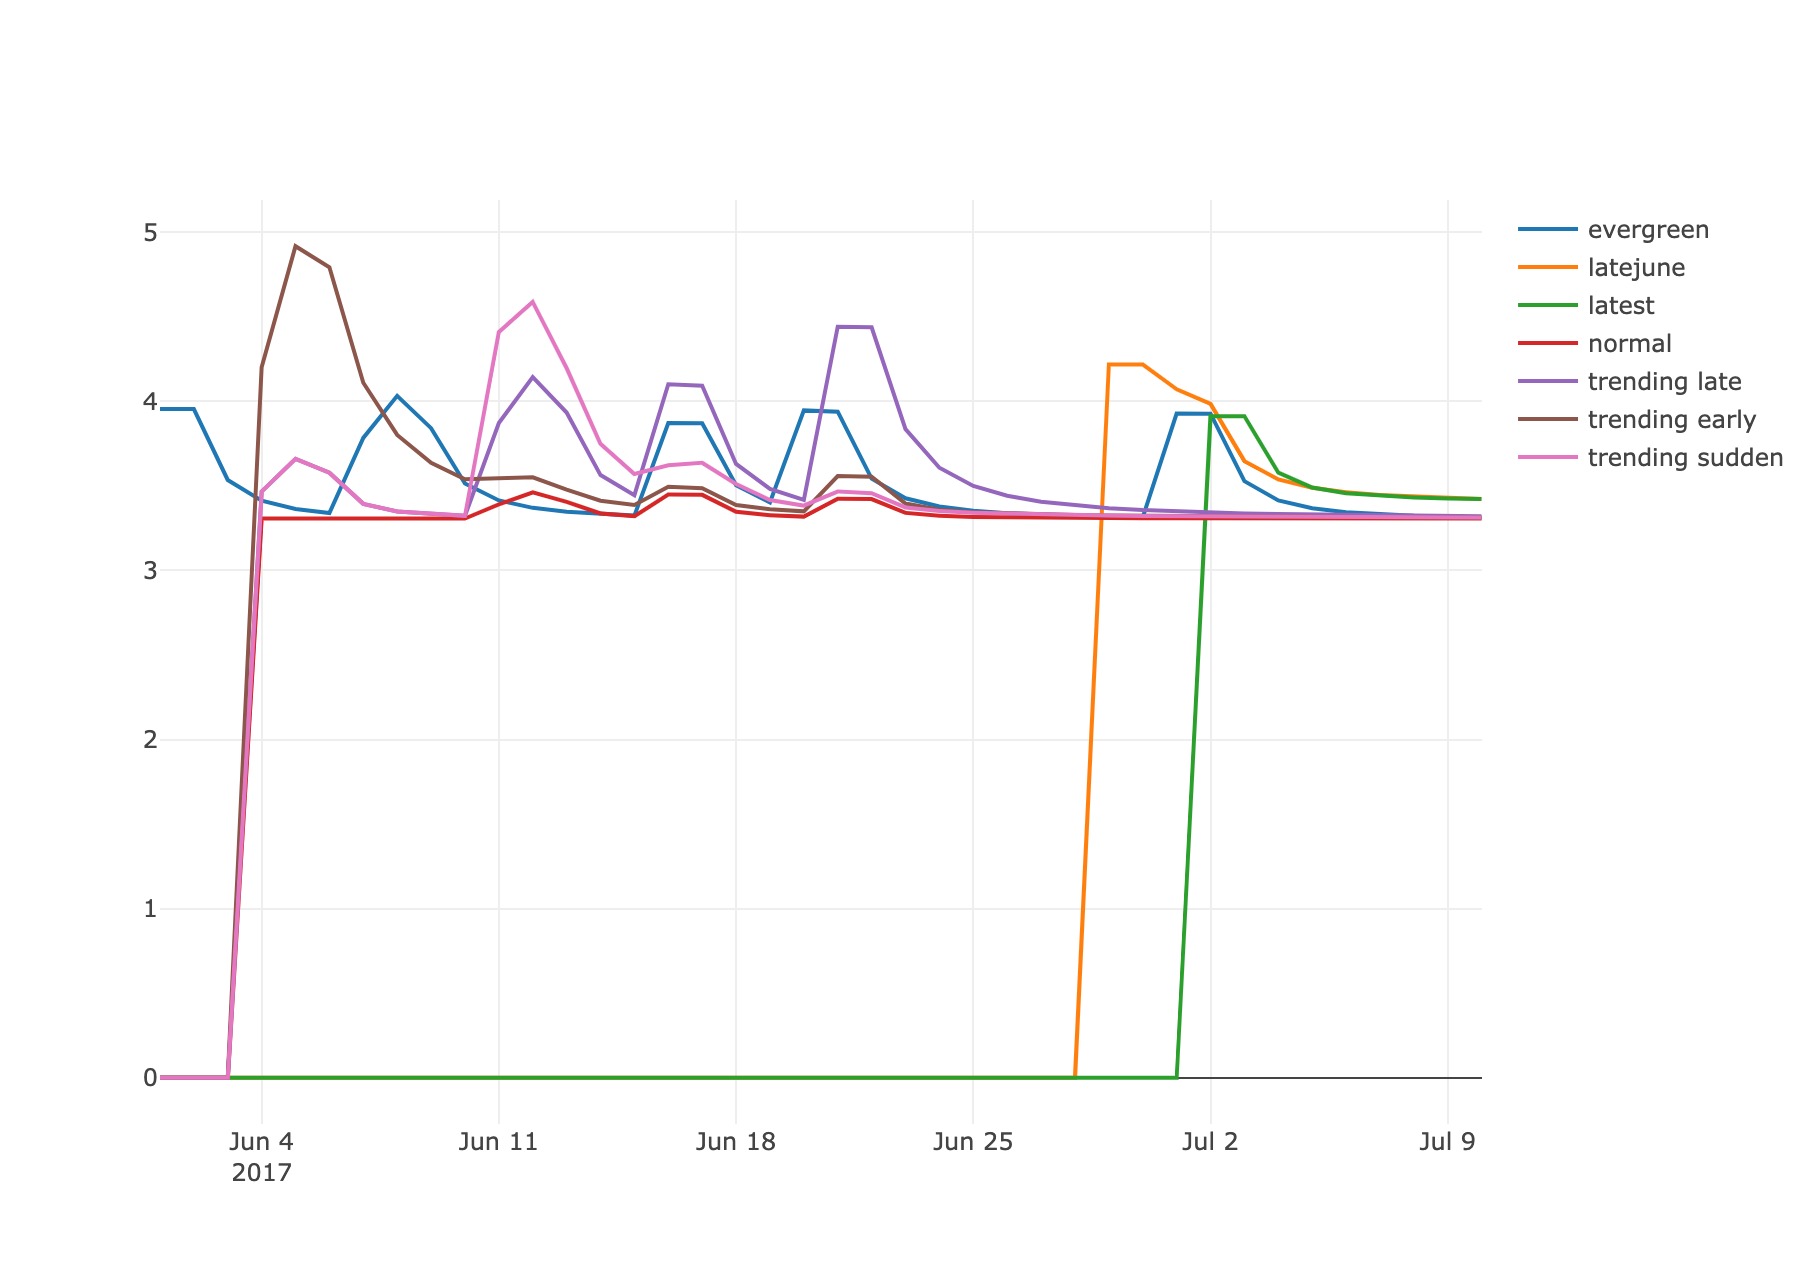 5
4
3
2
1
0
Jun 4
2017
Jun 11
Jun 18
Jun 25
Jul 2
Jul 9
evergreen
latejune
latest
normal
trending late
trending early
trending sudden